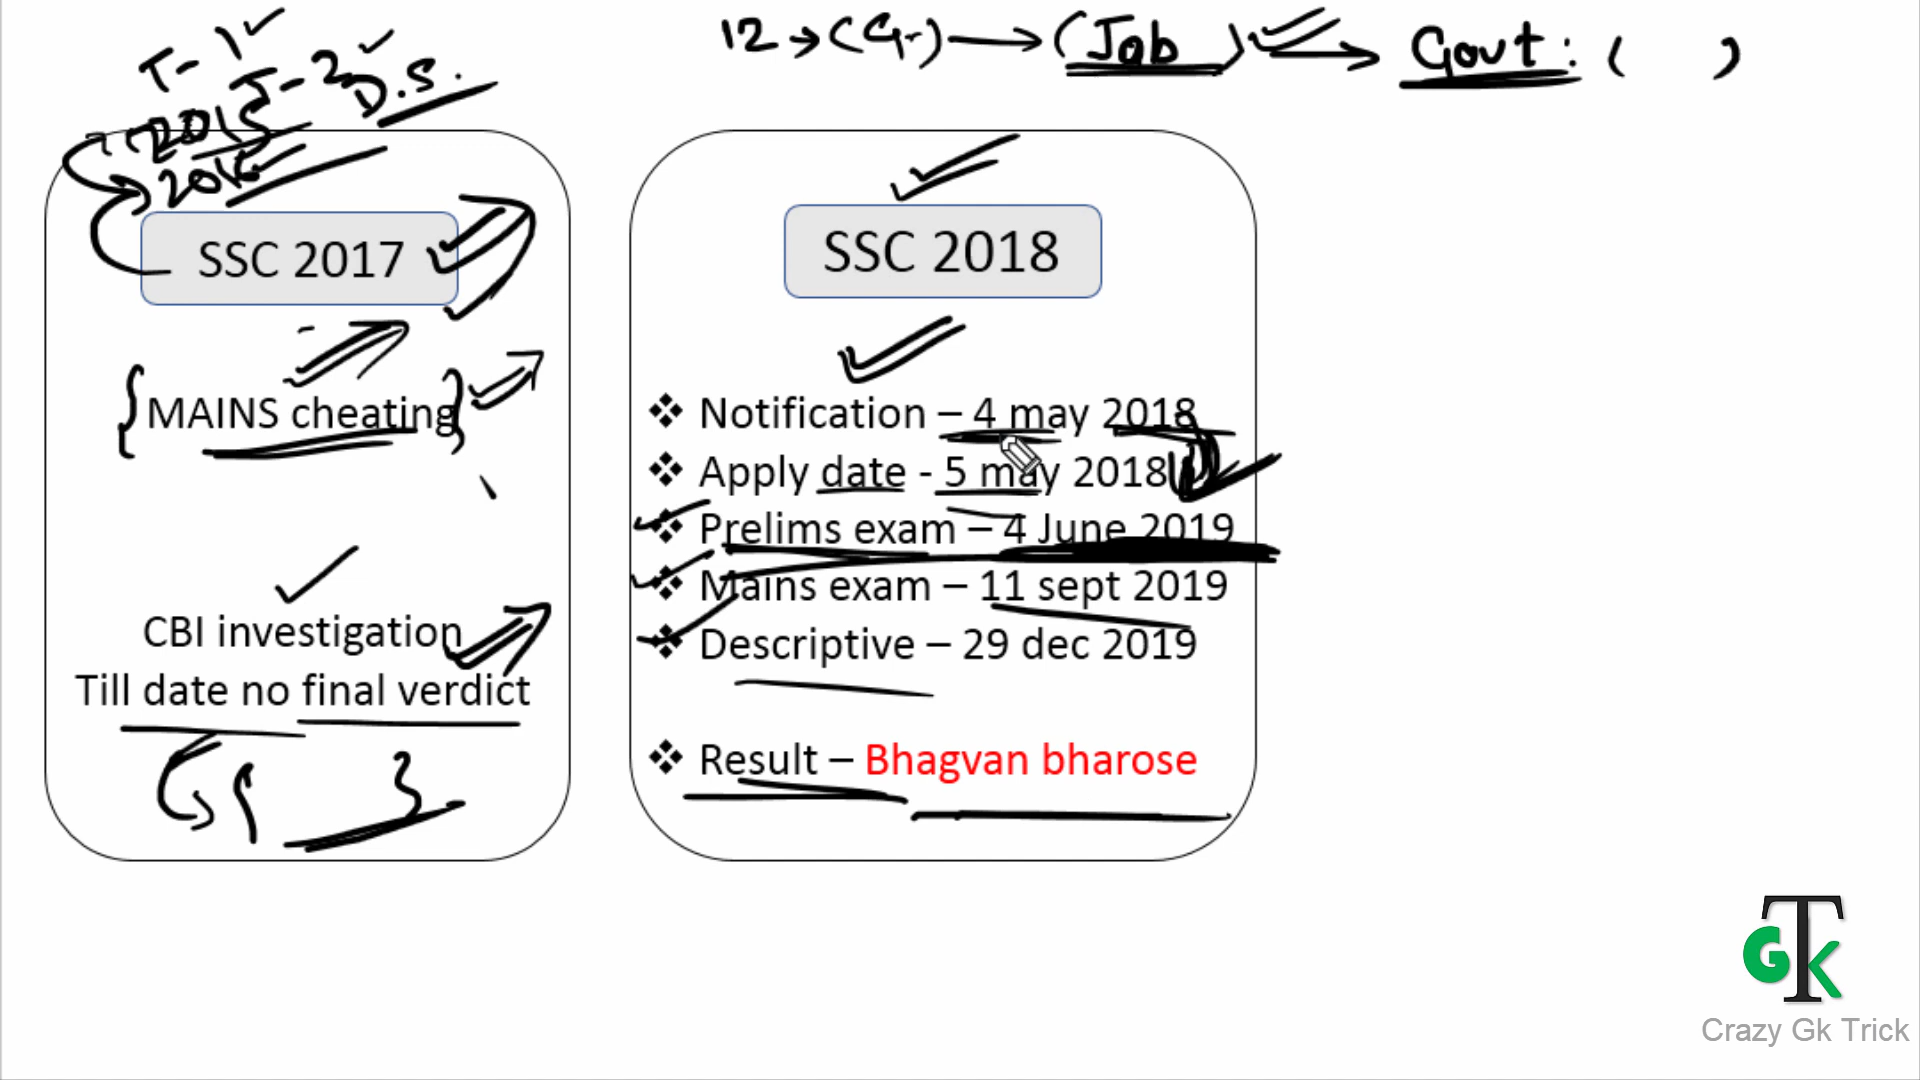 12 → (Gr) → (Job) → Govt: ( )
T-1
T-2
D.S.
2015
2016
SSC 2017
{MAINS cheating}
CBI investigation
Till date no final verdict
SSC 2018
❖ Notification – 4 may 2018
❖ Apply date - 5 may 2018
❖ Prelims exam – 4 June 2019
❖ Mains exam – 11 sept 2019
❖ Descriptive – 29 dec 2019
❖ Result – Bhagvan bharose
GTK
Crazy Gk Trick